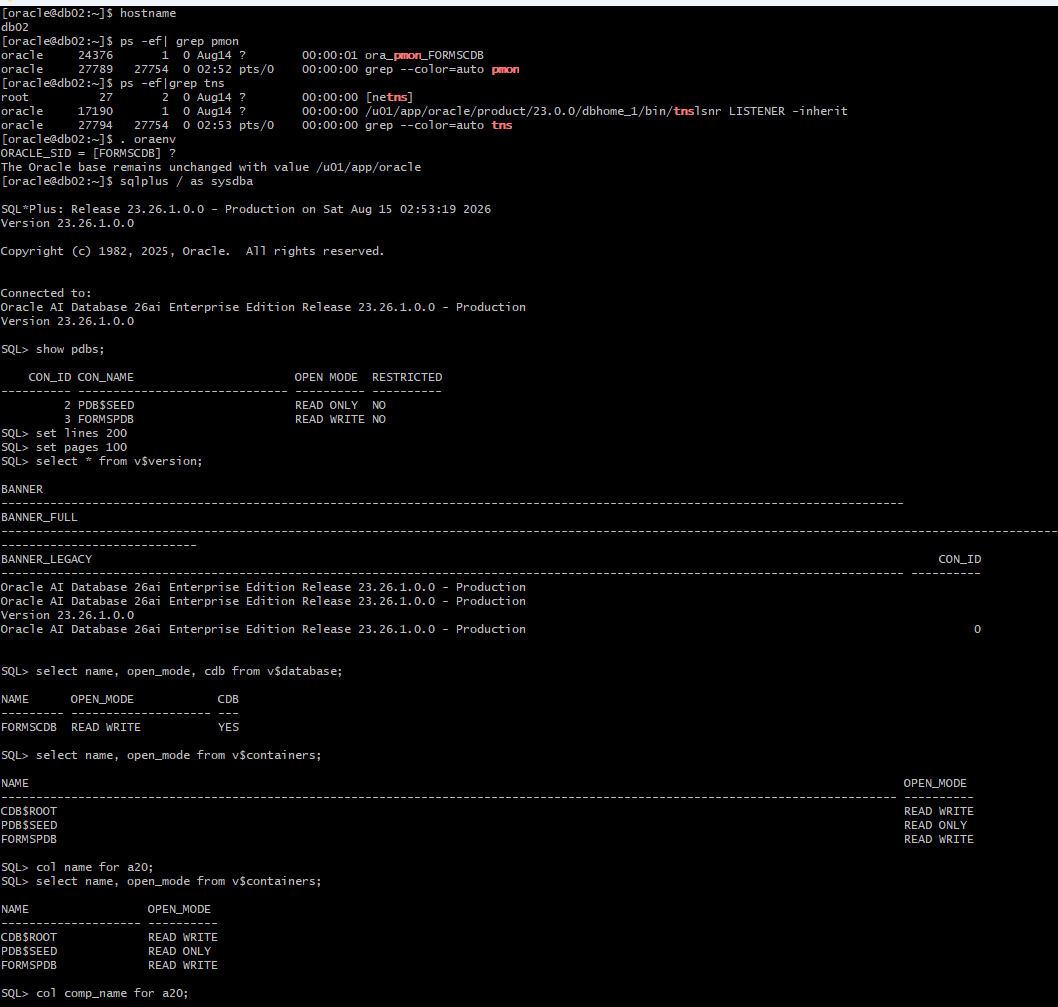 [oracle@db02:~]$ hostname
db02
[oracle@db02:~]$ ps -ef| grep pmon
oracle     24376       1  0 Aug14 ?        00:00:01 ora_pmon_FORMSCDB
oracle     27789   27754  0 02:52 pts/0    00:00:00 grep --color=auto pmon
[oracle@db02:~]$ ps -ef|grep tns
root          27       2  0 Aug14 ?        00:00:00 [netns]
oracle     17190       1  0 Aug14 ?        00:00:00 /u01/app/oracle/product/23.0.0/dbhome_1/bin/tnslsnr LISTENER -inherit
oracle     27794   27754  0 02:53 pts/0    00:00:00 grep --color=auto tns
[oracle@db02:~]$ . oraenv
ORACLE_SID = [FORMSCDB] ?
The Oracle base remains unchanged with value /u01/app/oracle
[oracle@db02:~]$ sqlplus / as sysdba
SQL*Plus: Release 23.26.1.0.0 - Production on Sat Aug 15 02:53:19 2026
Version 23.26.1.0.0
Copyright (c) 1982, 2025, Oracle.  All rights reserved.
Connected to:
Oracle AI Database 26ai Enterprise Edition Release 23.26.1.0.0 - Production
Version 23.26.1.0.0
SQL> show pdbs;
    CON_ID CON_NAME                       OPEN MODE  RESTRICTED
---------- ------------------------------ ---------- ----------
         2 PDB$SEED                       READ ONLY  NO
         3 FORMSPDB                       READ WRITE NO
SQL> set lines 200
SQL> set pages 100
SQL> select * from v$version;
BANNER
---------------------------------------------------------------------------------------------------------------------------------
BANNER_FULL
-------------------------------------------------------------------------------------------------------------------------------------------------------
----------------------------
BANNER_LEGACY                                                                                                                         CON_ID
--------------------------------------------------------------------------------------------------------------------------------- ----------
Oracle AI Database 26ai Enterprise Edition Release 23.26.1.0.0 - Production
Oracle AI Database 26ai Enterprise Edition Release 23.26.1.0.0 - Production
Version 23.26.1.0.0
Oracle AI Database 26ai Enterprise Edition Release 23.26.1.0.0 - Production                                                                0
SQL> select name, open_mode, cdb from v$database;
NAME      OPEN_MODE            CDB
--------- -------------------- ---
FORMSCDB  READ WRITE           YES
SQL> select name, open_mode from v$containers;
NAME                                                                                                                             OPEN_MODE
-------------------------------------------------------------------------------------------------------------------------------- ----------
CDB$ROOT                                                                                                                         READ WRITE
PDB$SEED                                                                                                                         READ ONLY
FORMSPDB                                                                                                                         READ WRITE
SQL> col name for a20;
SQL> select name, open_mode from v$containers;
NAME                 OPEN_MODE
-------------------- ----------
CDB$ROOT             READ WRITE
PDB$SEED             READ ONLY
FORMSPDB             READ WRITE
SQL> col comp_name for a20;